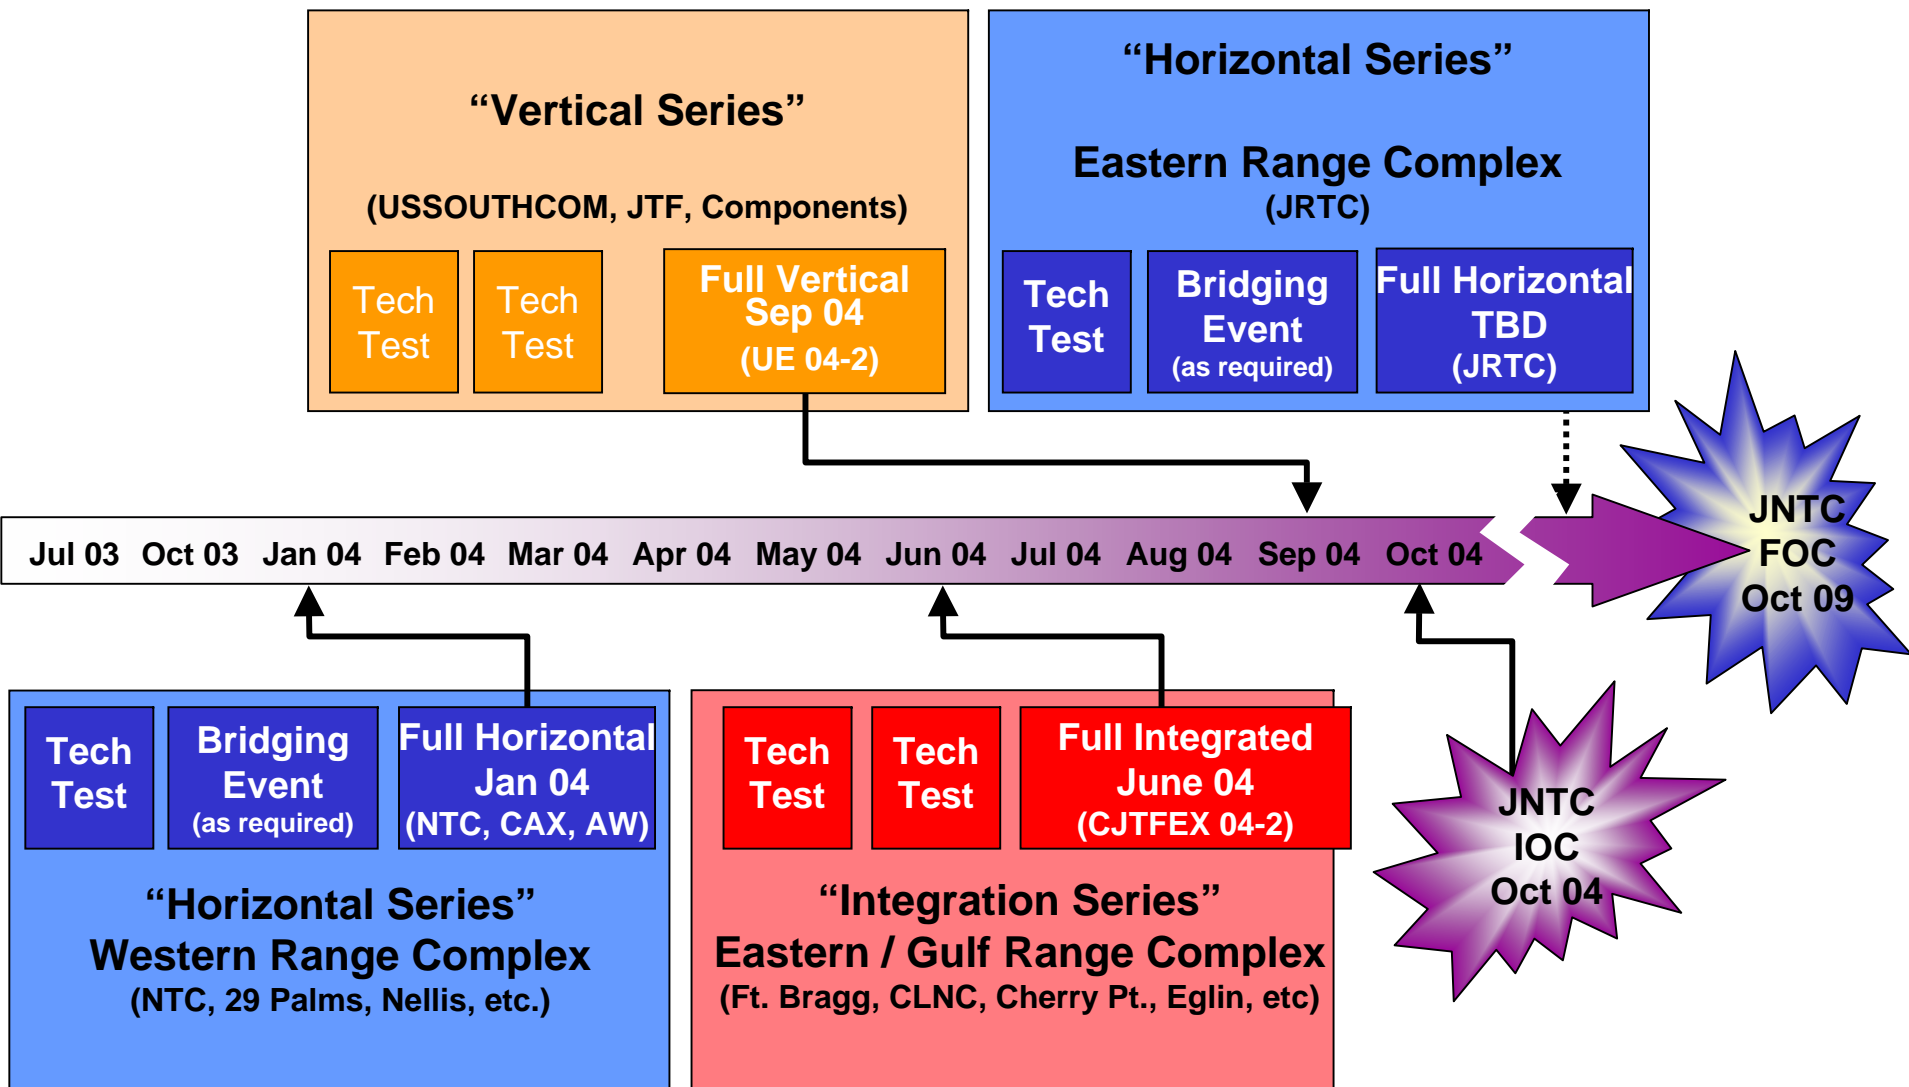 “Vertical Series”
(USSOUTHCOM, JTF, Components)
Tech
Test
Tech
Test
Full Vertical
Sep 04
(UE 04-2)
“Horizontal Series”
Eastern Range Complex
(JRTC)
Tech
Test
Bridging
Event
(as required)
Full Horizontal
TBD
(JRTC)
Jul 03 Oct 03 Jan 04 Feb 04 Mar 04 Apr 04 May 04 Jun 04 Jul 04 Aug 04 Sep 04 Oct 04
JNTC
FOC
Oct 09
Tech
Test
Bridging
Event
(as required)
Full Horizontal
Jan 04
(NTC, CAX, AW)
“Horizontal Series”
Western Range Complex
(NTC, 29 Palms, Nellis, etc.)
Tech
Test
Tech
Test
Full Integrated
June 04
(CJTFEX 04-2)
“Integration Series”
Eastern / Gulf Range Complex
(Ft. Bragg, CLNC, Cherry Pt., Eglin, etc)
JNTC
IOC
Oct 04